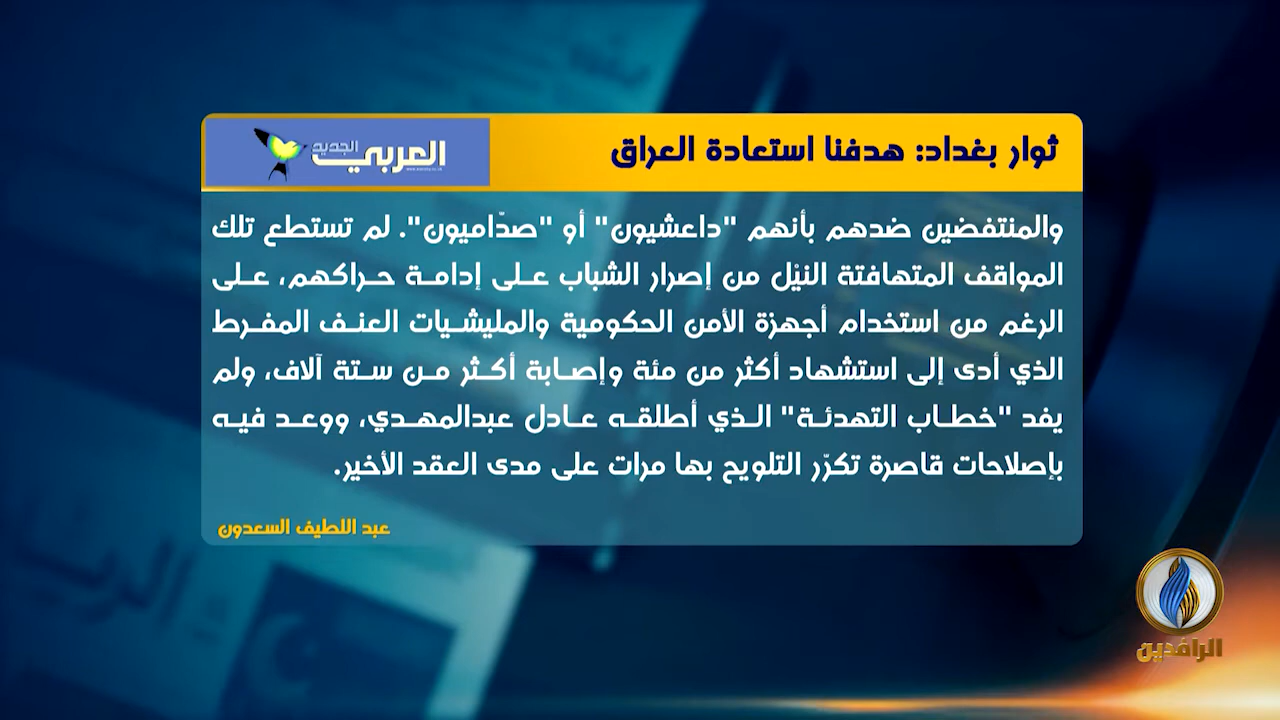 ثوار بغداد: هدفنا استعادة العراق
العربي الجديد
والمنتفضين ضدهم بأنهم "داعشيون" أو "صدّاميون". لم تستطع تلك
المواقف المتهافتة النيْل من إصرار الشباب على إدامة حراكهم، على
الرغم من استخدام أجهزة الأمن الحكومية والمليشيات العنف المفرط
الذي أدى إلى استشهاد أكثر من مئة وإصابة أكثر من ستة آلاف، ولم
يفد "خطاب التهدئة" الذي أطلقه عادل عبدالمهدي، ووعد فيه
بإصلاحات قاصرة تكرّر التلويح بها مرات على مدى العقد الأخير.
عبد اللطيف السعدون
الرافدين